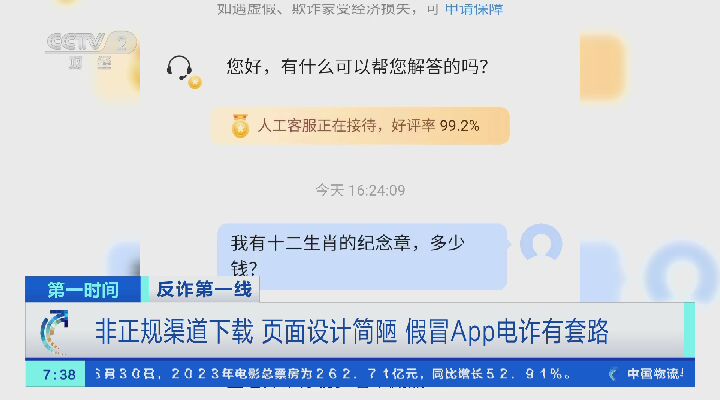 如遇虚假、欺诈蒙受经济损失，可 申请保障
CCTV 2
财经
您好，有什么可以帮您解答的吗？
人工客服正在接待，好评率 99.2%
今天 16:24:09
我有十二生肖的纪念章，多少
钱？
第一时间 反诈第一线
非正规渠道下载 页面设计简陋 假冒App电诈有套路
7:38 6月30日，2023年电影总票房为262.71亿元，同比增长52.91%。 中国物流